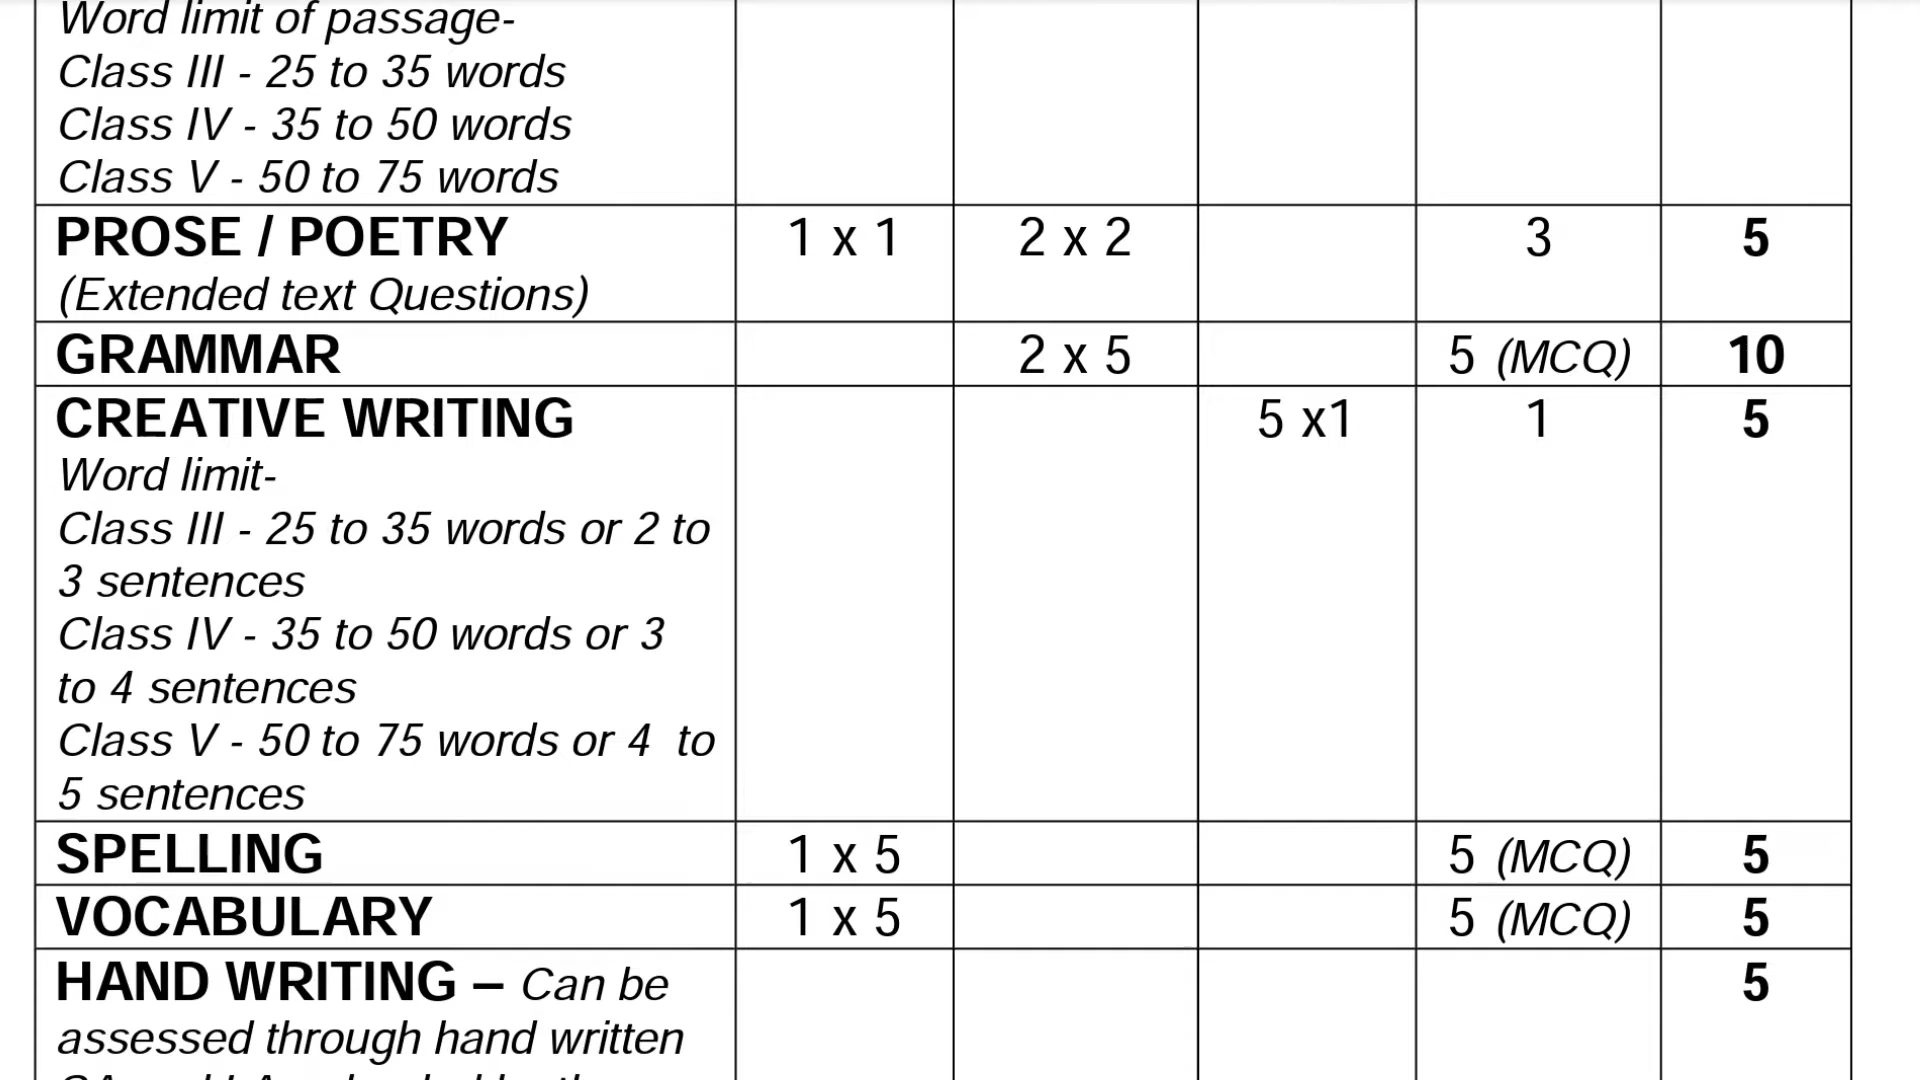 Word limit of passage-
Class III - 25 to 35 words
Class IV - 35 to 50 words
Class V - 50 to 75 words
PROSE / POETRY 1 x 1 2 x 2 3 5
(Extended text Questions)
GRAMMAR 2 x 5 5 (MCQ) 10
CREATIVE WRITING 5 x1 1 5
Word limit-
Class III - 25 to 35 words or 2 to
3 sentences
Class IV - 35 to 50 words or 3
to 4 sentences
Class V - 50 to 75 words or 4 to
5 sentences
SPELLING 1 x 5 5 (MCQ) 5
VOCABULARY 1 x 5 5 (MCQ) 5
HAND WRITING – Can be 5
assessed through hand written